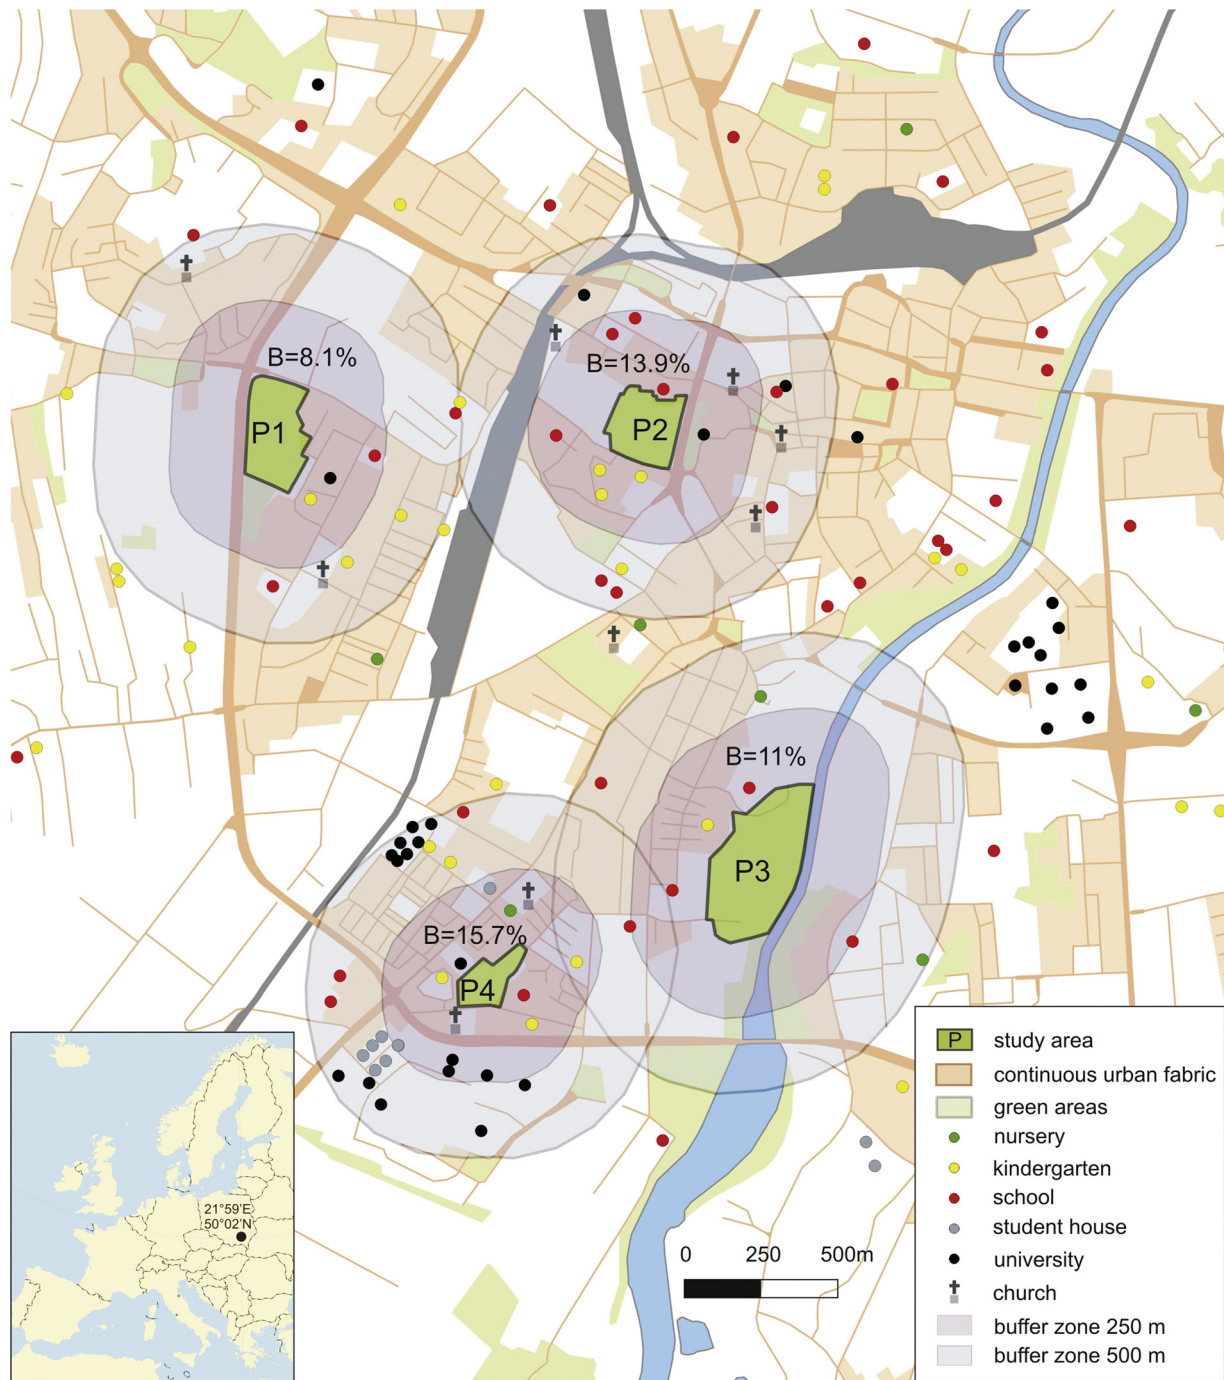 B=8.1%
P1
B=13.9%
P2
B=11%
P3
B=15.7%
P4
21°59'E
50°02'N
0 250 500m
P study area
continuous urban fabric
green areas
nursery
kindergarten
school
student house
university
church
buffer zone 250 m
buffer zone 500 m